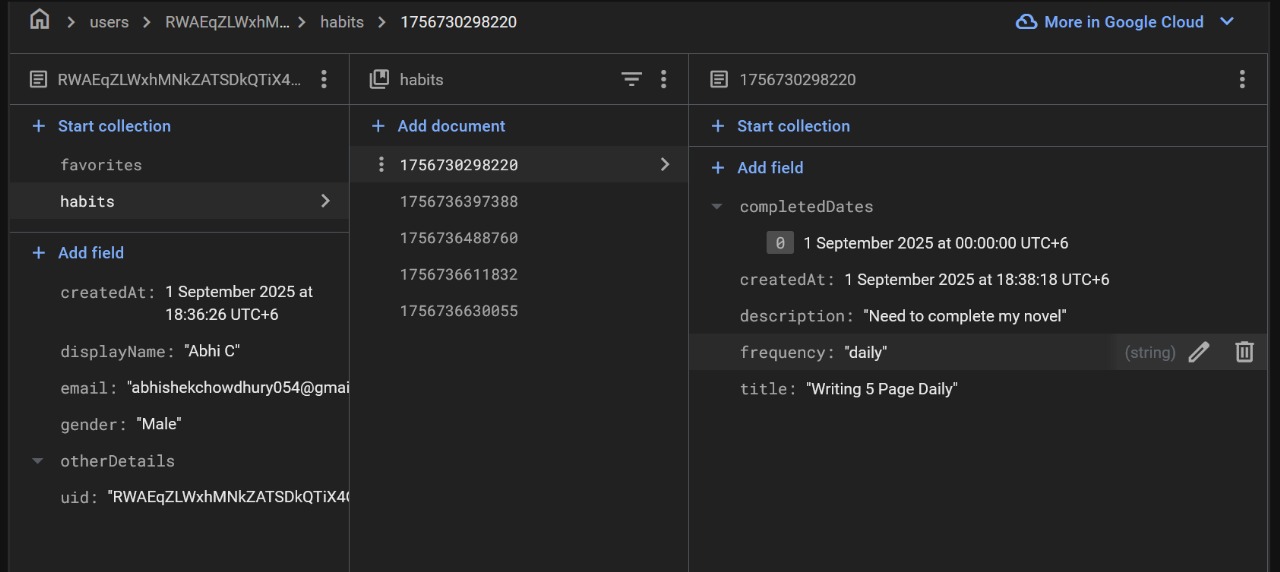 users > RWAEqZLWxhM... > habits > 1756730298220
More in Google Cloud
RWAEqZLWxhMNkZATSDkQTiX4...
Start collection
favorites
habits
Add field
createdAt: 1 September 2025 at
18:36:26 UTC+6
displayName: "Abhi C"
email: "abhishekchowdhury054@gmai
gender: "Male"
otherDetails
uid: "RWAEqZLWxhMNkZATSDkQTiX4
habits
Add document
1756730298220
1756736397388
1756736488760
1756736611832
1756736630055
1756730298220
Start collection
Add field
completedDates
0 1 September 2025 at 00:00:00 UTC+6
createdAt: 1 September 2025 at 18:38:18 UTC+6
description: "Need to complete my novel"
frequency: "daily" (string)
title: "Writing 5 Page Daily"